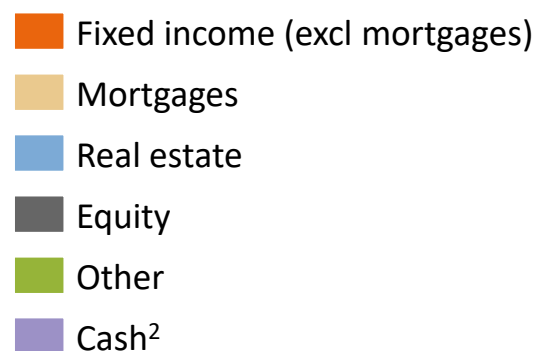 Fixed income (excl mortgages)
Mortgages
Real estate
Equity
Other
Cash²